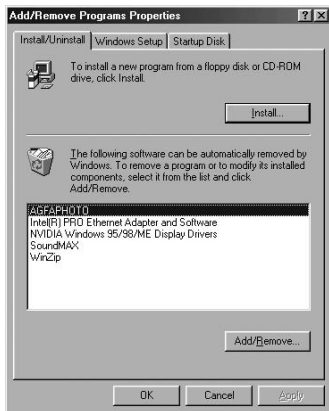 Add/Remove Programs Properties
Install/Uninstall Windows Setup Startup Disk
To install a new program from a floppy disk or CD-ROM
drive, click Install.
Install...
The following software can be automatically removed by
Windows. To remove a program or to modify its installed
components, select it from the list and click
Add/Remove.
AGFAPHOTO
Intel(R) PRO Ethernet Adapter and Software
NVIDIA Windows 95/98/ME Display Drivers
SoundMAX
WinZip
Add/Remove...
OK Cancel Apply